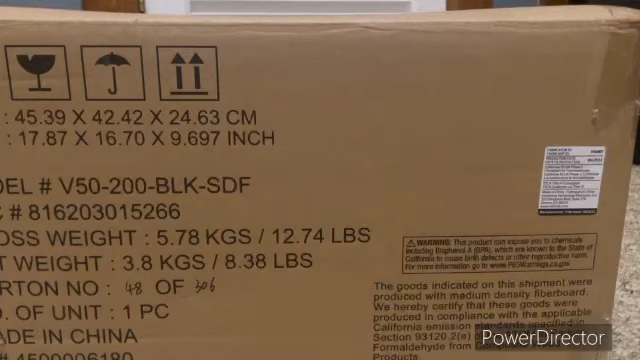 : 45.39 X 42.42 X 24.63 CM
: 17.87 X 16.70 X 9.697 INCH
DEL # V50-200-BLK-SDF
C # 816203015266
OSS WEIGHT : 5.78 KGS / 12.74 LBS
T WEIGHT : 3.8 KGS / 8.38 LBS
RTON NO : 48 OF 306
. OF UNIT : 1 PC
DE IN CHINA
# 4500006180
WARNING: This product can expose you to chemicals
including Bisphenol A (BPA), which are known to the State of
California to cause birth defects or other reproductive harm.
For more information go to www.P65Warnings.ca.gov
The goods indicated on this shipment were
produced with medium density fiberboard.
We hereby certify that these goods were
produced in compliance with the applicable
California emission standards specified in
Section 93120.2(a)
Formaldehyde from
Products.
PowerDirector